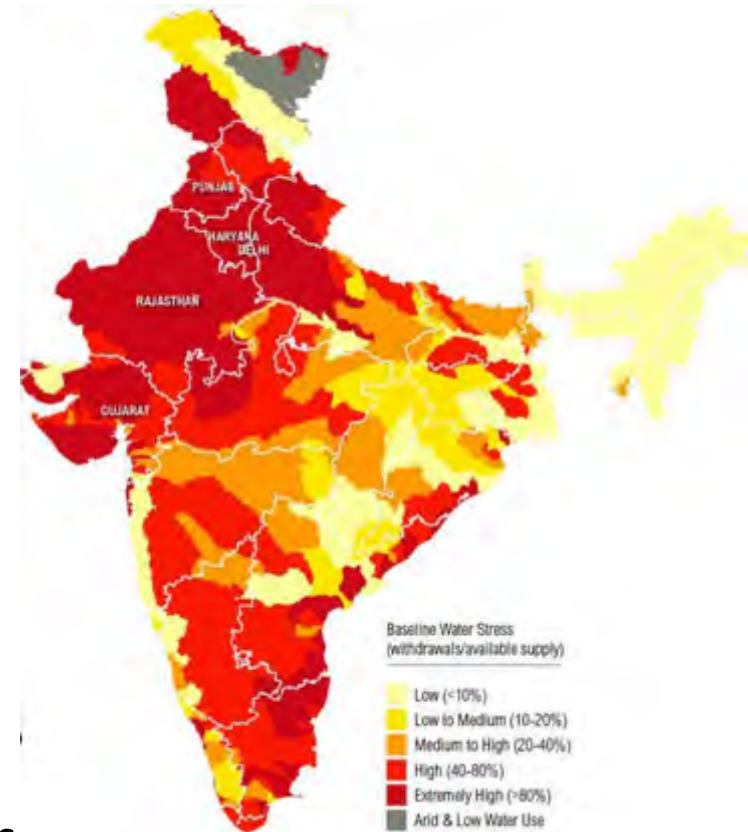 PUNJAB
HARYANA
DELHI
RAJASTHAN
GUJARAT
Baseline Water Stress
(withdrawals/available supply)
Low (<10%)
Low to Medium (10-20%)
Medium to High (20-40%)
High (40-80%)
Extremely High (>80%)
Arid & Low Water Use